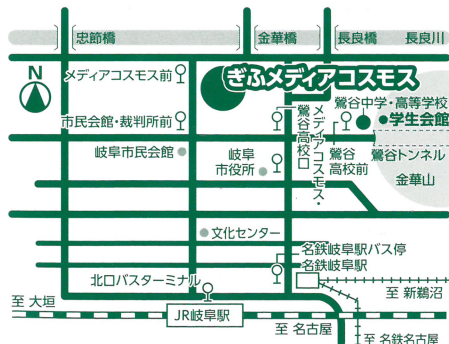 忠節橋
金華橋
長良橋
長良川
N
メディアコスモス前
ぎふメディアコスモス
市民会館・裁判所前
メディアコスモス・
鶯谷高校口
鶯谷中学・高等学校
学生会館
岐阜市民会館
岐阜
市役所
鶯谷
高校前
鶯谷トンネル
金華山
文化センター
名鉄岐阜駅バス停
名鉄岐阜駅
北口バスターミナル
至 大垣
至 新鵜沼
JR岐阜駅
至 名古屋
至 名鉄名古屋